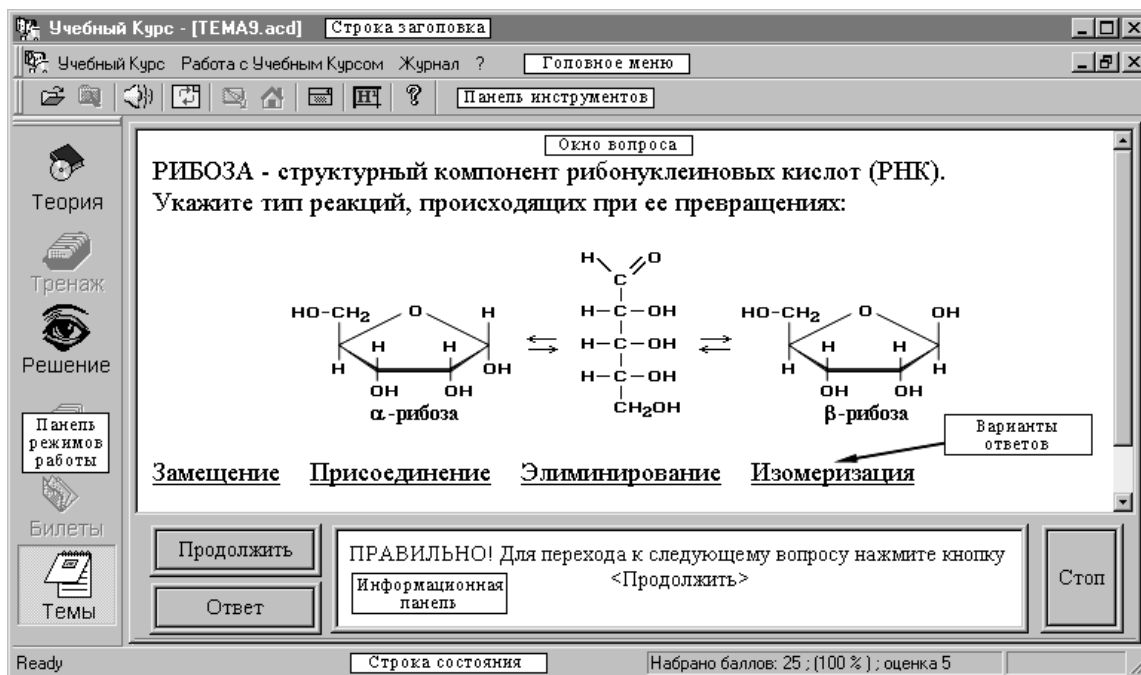 Учебный Курс - [ТЕМА9.acd] Строка заголовка
Учебный Курс Работа с Учебным Курсом Журнал ? Головное меню
Н¹ ? Панель инструментов
Окно вопроса
РИБОЗА - структурный компонент рибонуклеиновых кислот (РНК).
Укажите тип реакций, происходящих при ее превращениях:
Теория
Тренаж
Решение
Панель
режимов
работы
Билеты
Темы
H O
C
HO-CH2 O H
H H
H OH
OH OH
α-рибоза
H-C-OH
H-C-OH
H-C-OH
CH2OH
HO-CH2 O OH
H H
H H
OH OH
β-рибоза
Варианты
ответов
Замещение Присоединение Элиминирование Изомеризация
Продолжить
Ответ
ПРАВИЛЬНО! Для перехода к следующему вопросу нажмите кнопку
<Продолжить>
Информационная
панель
Стоп
Ready Строка состояния Набрано баллов: 25 ; (100 % ) ; оценка 5